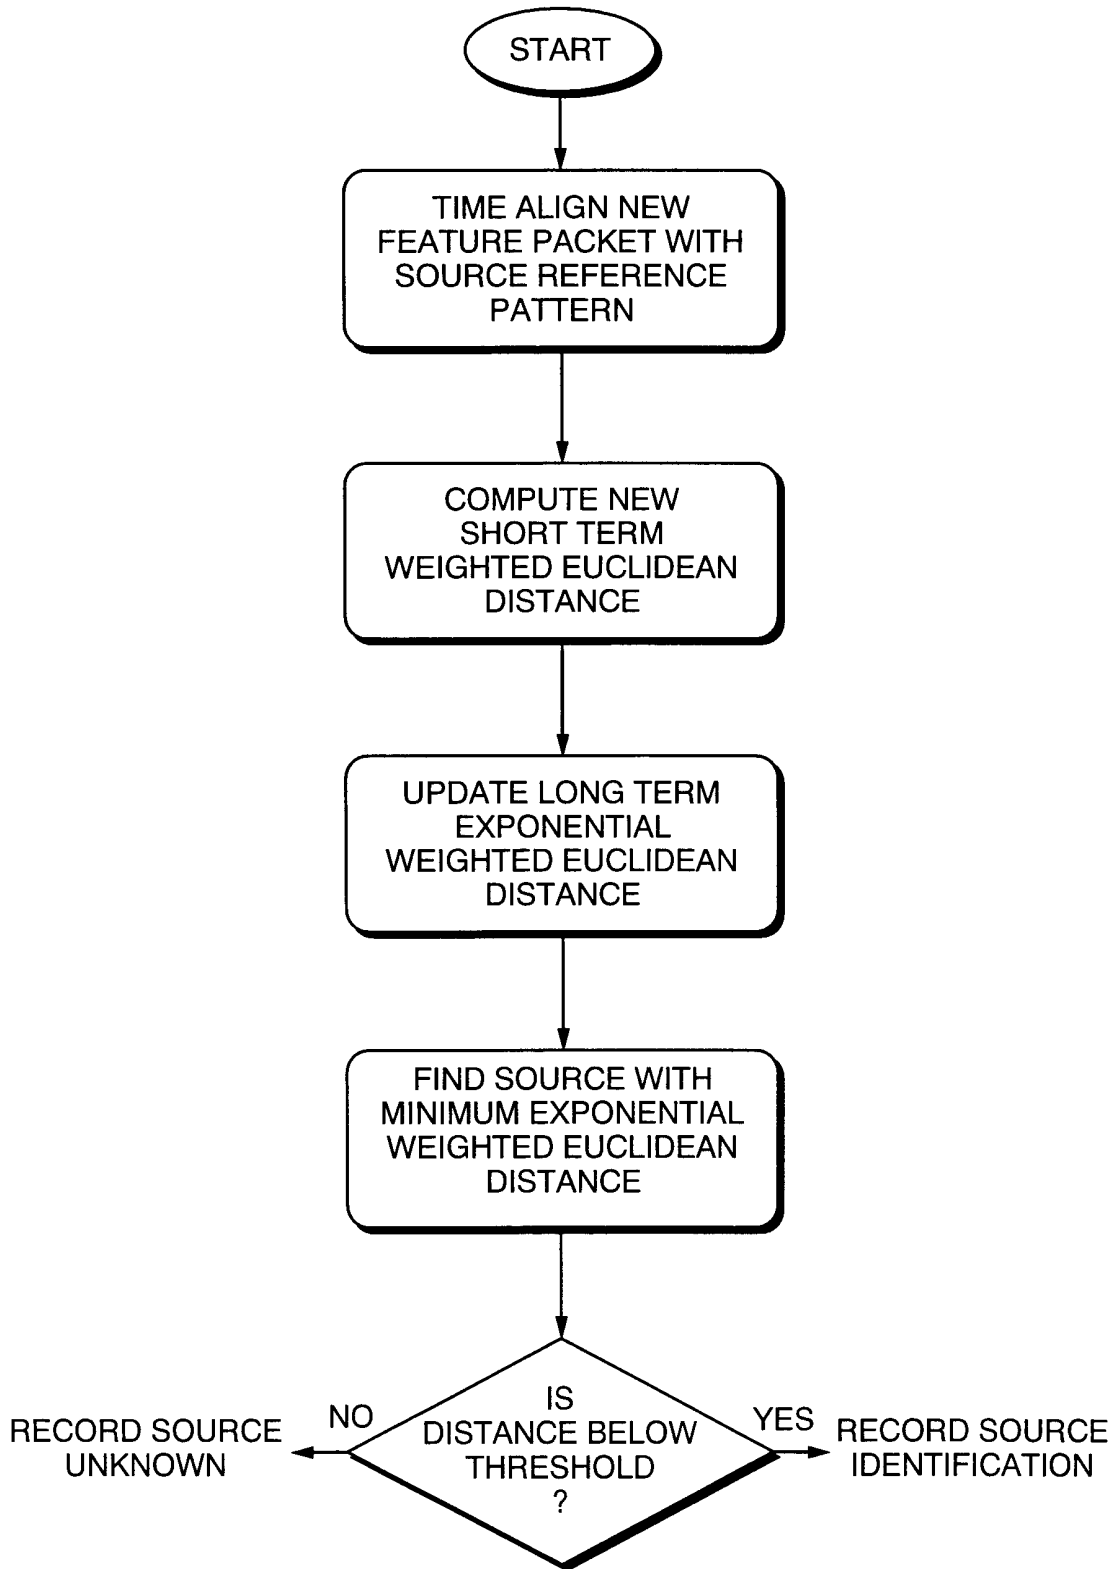 START
TIME ALIGN NEW
FEATURE PACKET WITH
SOURCE REFERENCE
PATTERN
COMPUTE NEW
SHORT TERM
WEIGHTED EUCLIDEAN
DISTANCE
UPDATE LONG TERM
EXPONENTIAL
WEIGHTED EUCLIDEAN
DISTANCE
FIND SOURCE WITH
MINIMUM EXPONENTIAL
WEIGHTED EUCLIDEAN
DISTANCE
IS
DISTANCE BELOW
THRESHOLD
?
NO
RECORD SOURCE
UNKNOWN
YES
RECORD SOURCE
IDENTIFICATION